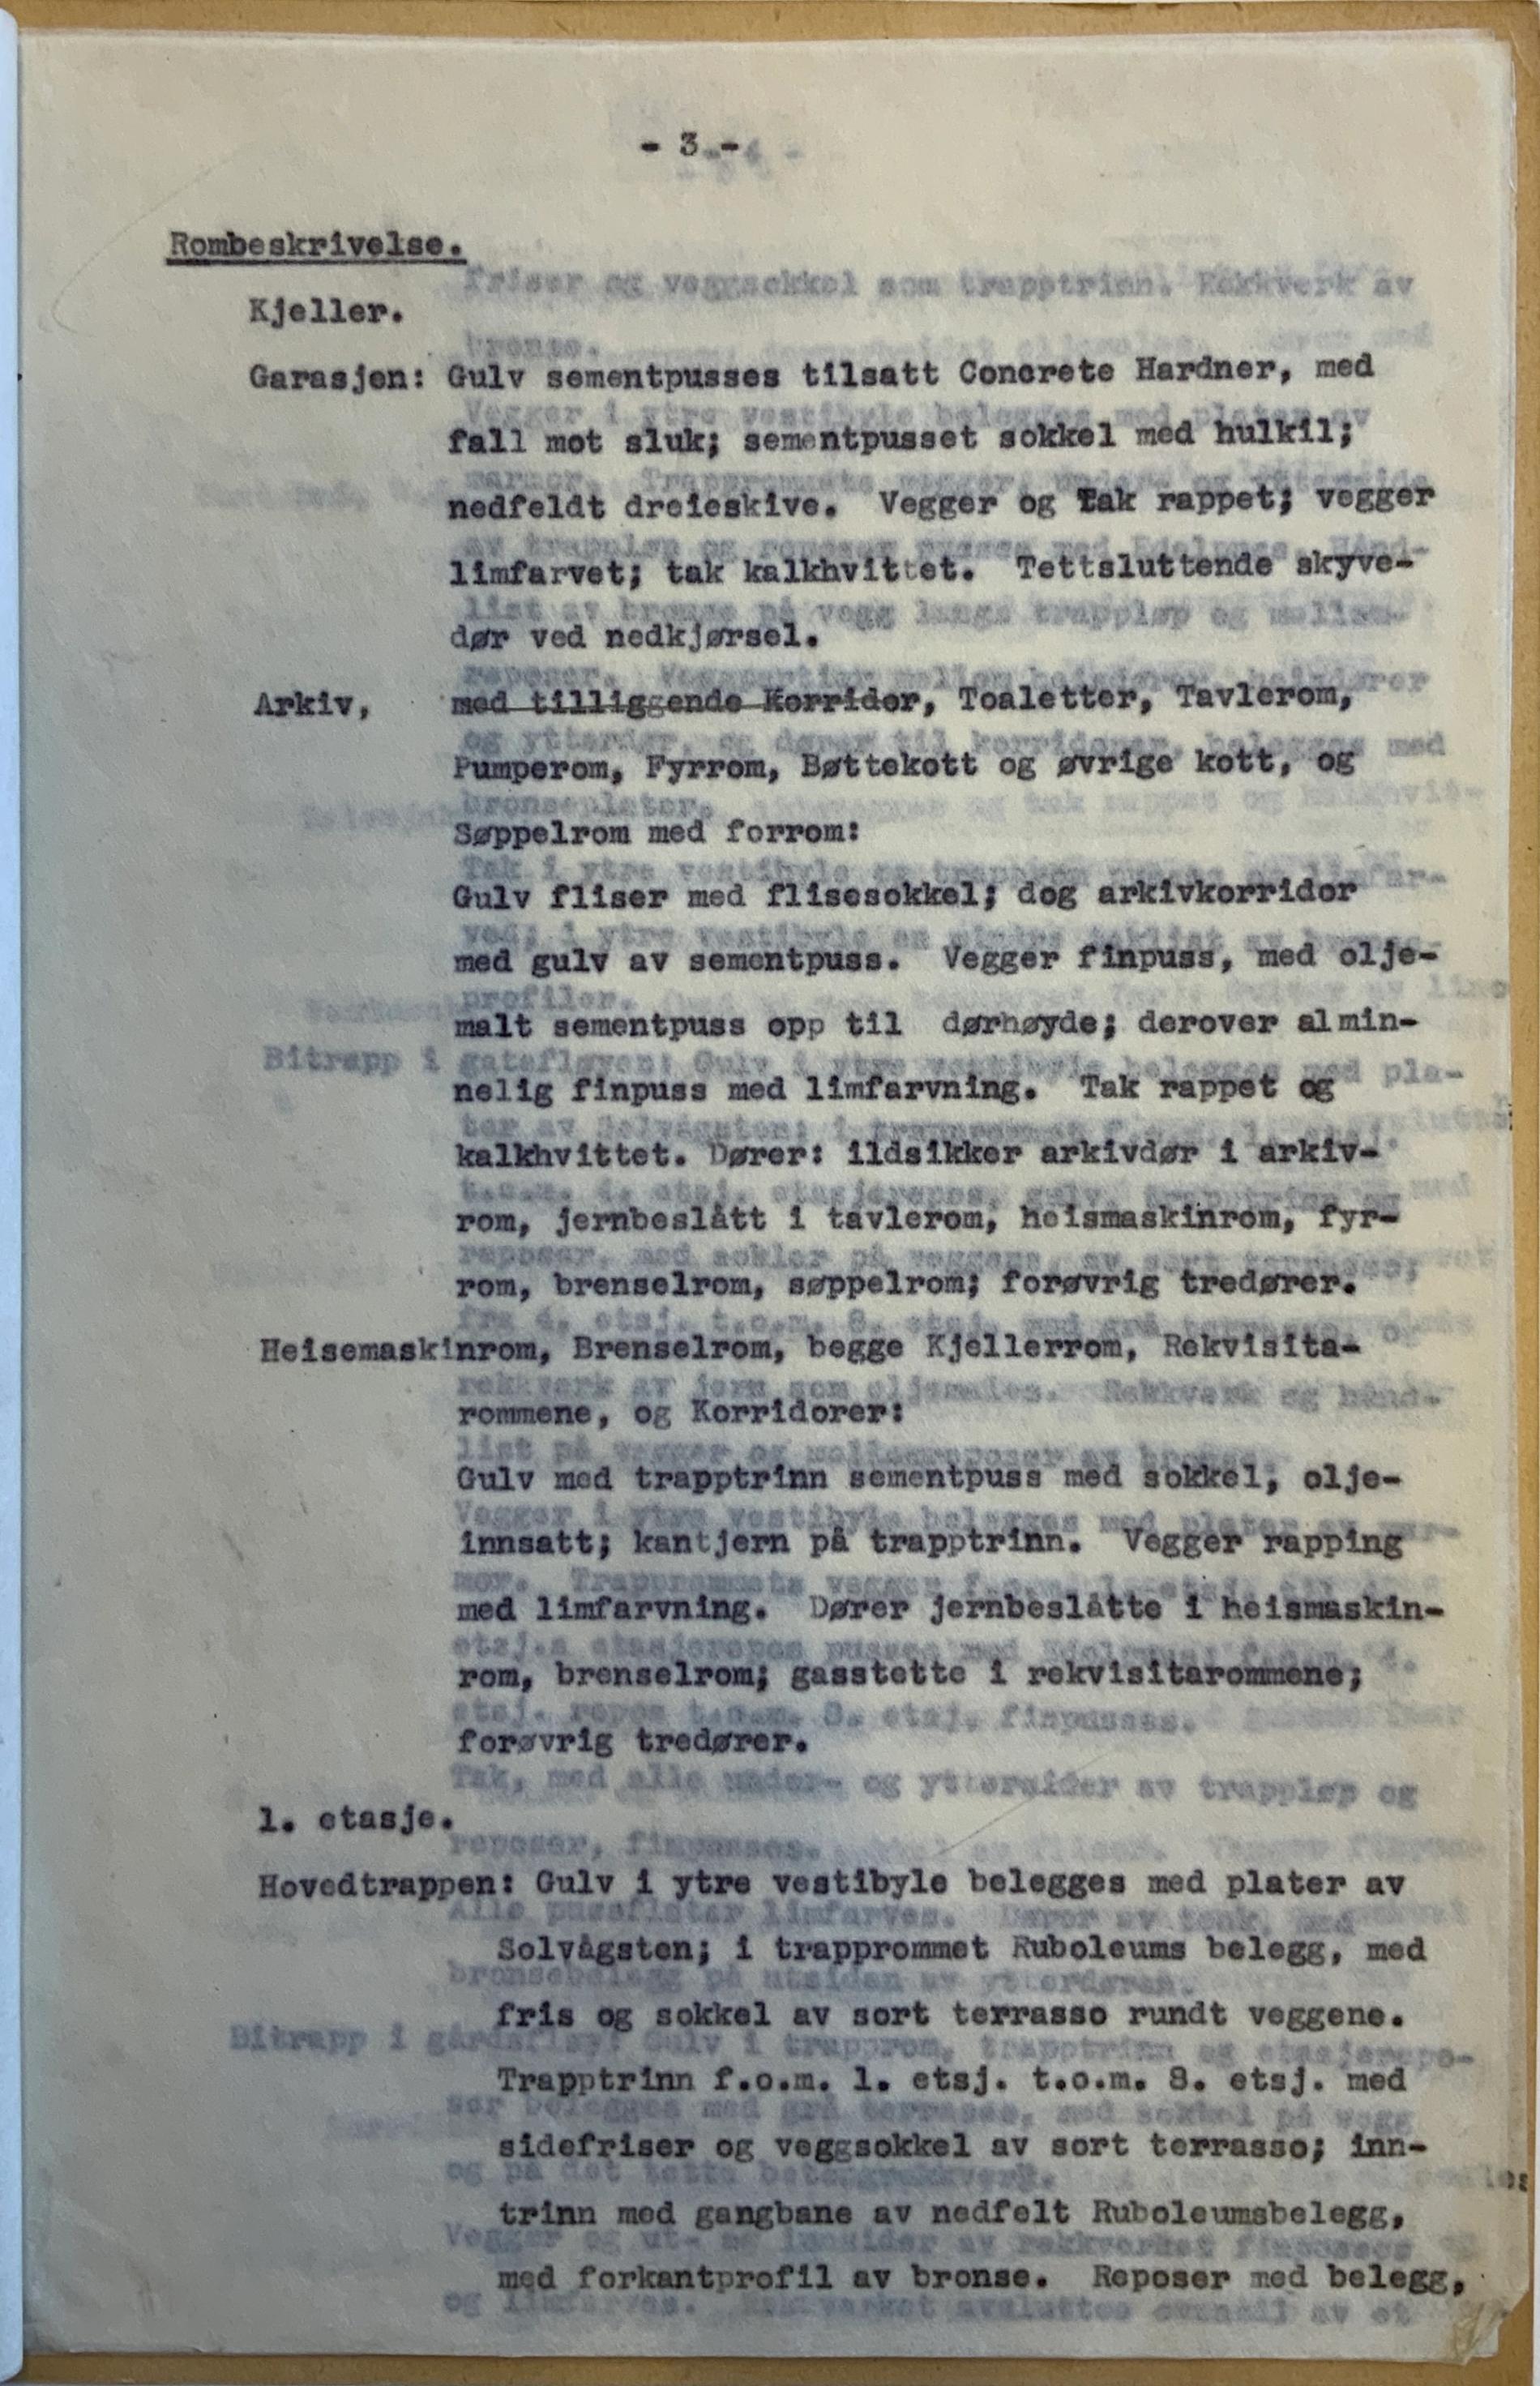 - 3 -
Rombeskrivelse.
Kjeller.
Garasjen: Gulv sementpusses tilsatt Concrete Hardner, med
fall mot sluk; sementpusset sokkel med hulkil;
nedfeldt dreieskive. Vegger og tak rappet; vegger
limfarvet; tak kalkhvittet. Tettsluttende skyve-
dør ved nedkjørsel.
Arkiv, med tilliggende Korridor, Toaletter, Tavlerom,
Pumperom, Fyrrom, Bøttekott og øvrige kott, og
Søppelrom med forrom:
Gulv fliser med flisesokkel; dog arkivkorridor
med gulv av sementpuss. Vegger finpuss, med olje-
malt sementpuss opp til dørhøyde; derover almin-
nelig finpuss med limfarvning. Tak rappet og
kalkhvittet. Dører: ildsikker arkivdør i arkiv-
rom, jernbeslått i tavlerom, heismaskinrom, fyr-
rom, brenselrom, søppelrom; forøvrig tredører.
Heisemaskinrom, Brenselrom, begge Kjellerrom, Rekvisita-
rommene, og Korridorer:
Gulv med trapptrinn sementpuss med sokkel, olje-
innsatt; kantjern på trapptrinn. Vegger rapping
med limfarvning. Dører jernbeslåtte i heismaskin-
rom, brenselrom; gasstette i rekvisitarommene;
forøvrig tredører.
1. etasje.
Hovedtrappen: Gulv i ytre vestibyle belegges med plater av
Solvågsten; i trapprommet Ruboleums belegg, med
fris og sokkel av sort terrasso rundt veggene.
Trapptrinn f.o.m. 1. etsj. t.o.m. 8. etsj. med
sidefriser og veggsokkel av sort terrasso; inn-
trinn med gangbane av nedfelt Ruboleumsbelegg,
med forkantprofil av bronse. Reposer med belegg,